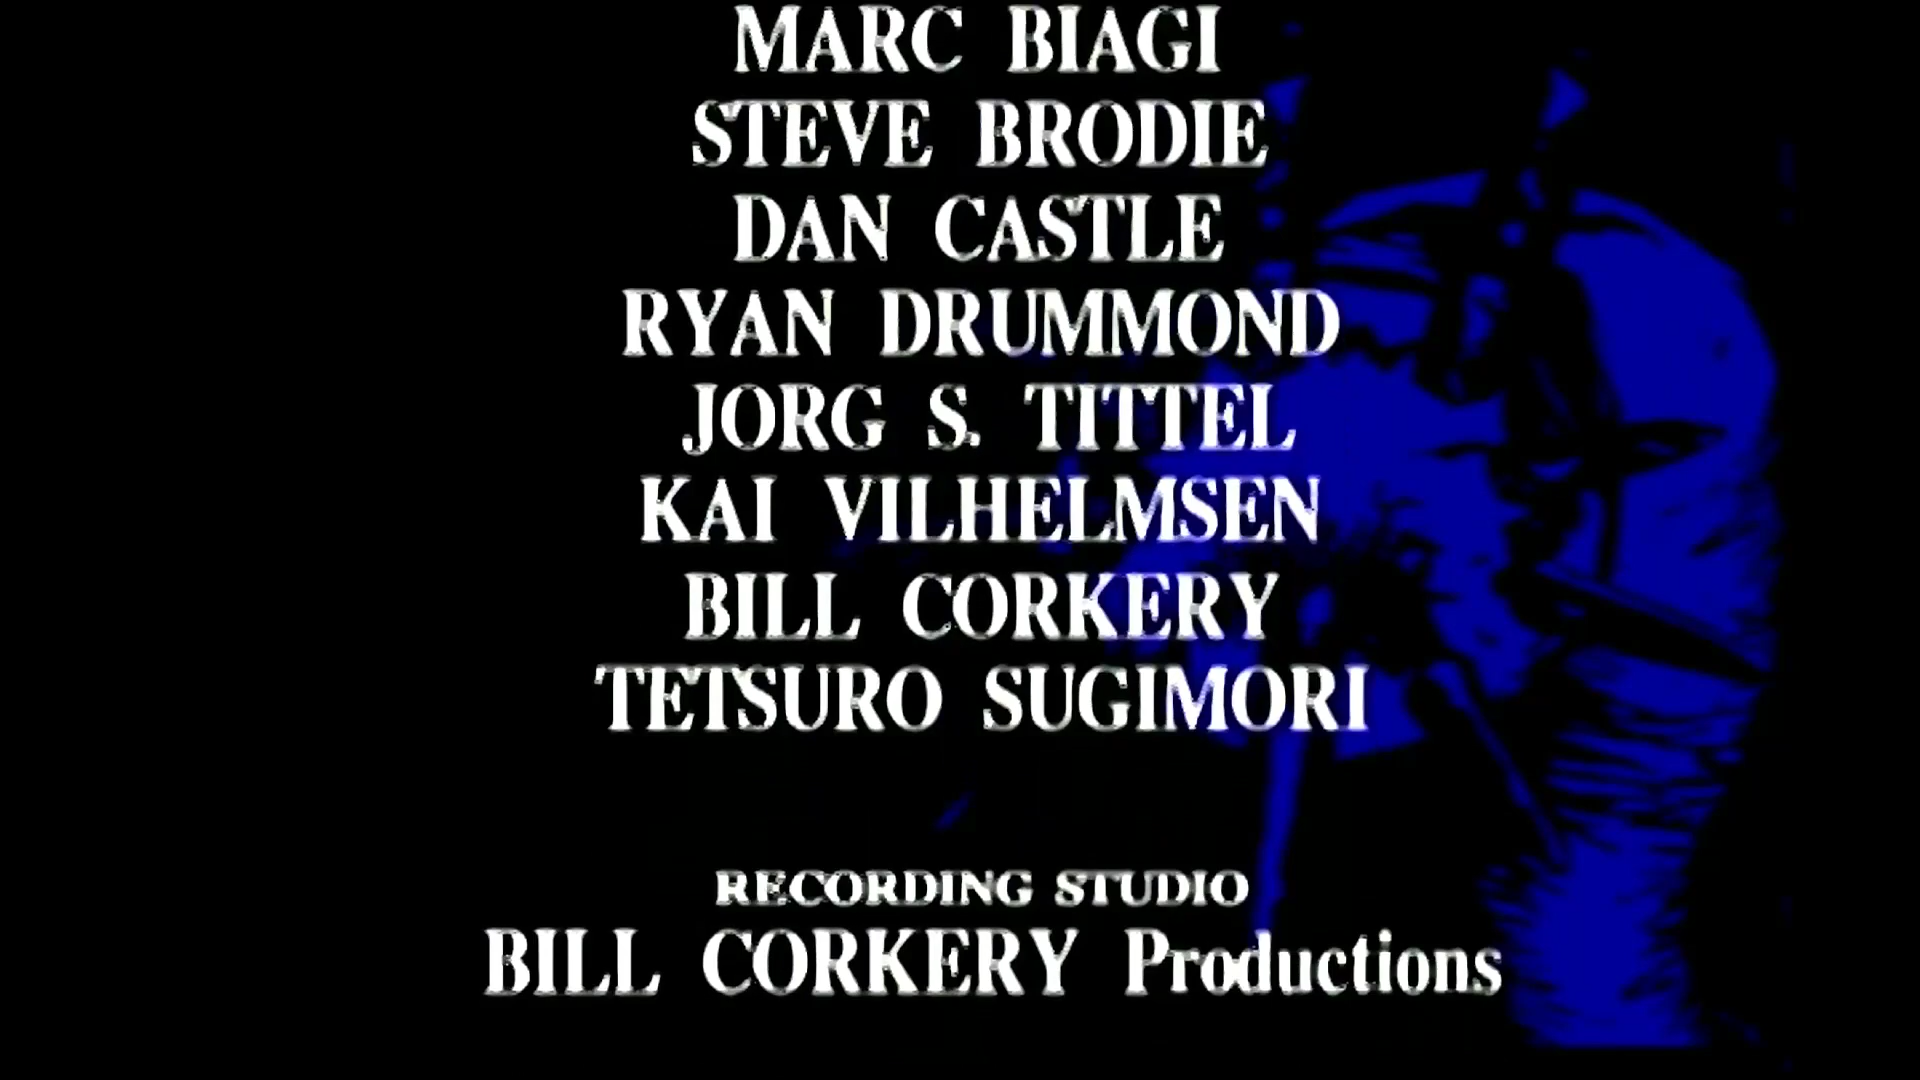 MARC BIAGI
STEVE BRODIE
DAN CASTLE
RYAN DRUMMOND
JORG S. TITTEL
KAI VILHELMSEN
BILL CORKERY
TETSURO SUGIMORI
RECORDING STUDIO
BILL CORKERY Productions